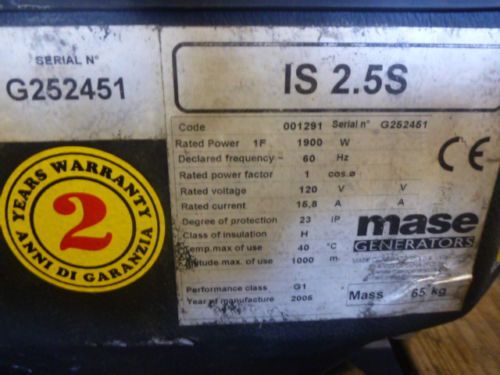 SERIAL N°
G252451
IS 2.5S
Code 001291 Serial n° G252451
Rated Power 1F 1900 W
Declared frequency ~ 60 Hz
Rated power factor 1 cos.ø
Rated voltage 120 V V
Rated current 15,8 A A
Degree of protection 23 IP
Class of insulation H
Temp.max of use 40 °C
Altitude max. of use 1000 m.
Performance class G1
Year of manufacture 2005
CE
mase
GENERATORS
Mass 65 kg
2 YEARS WARRANTY
ANNI DI GARANZIA